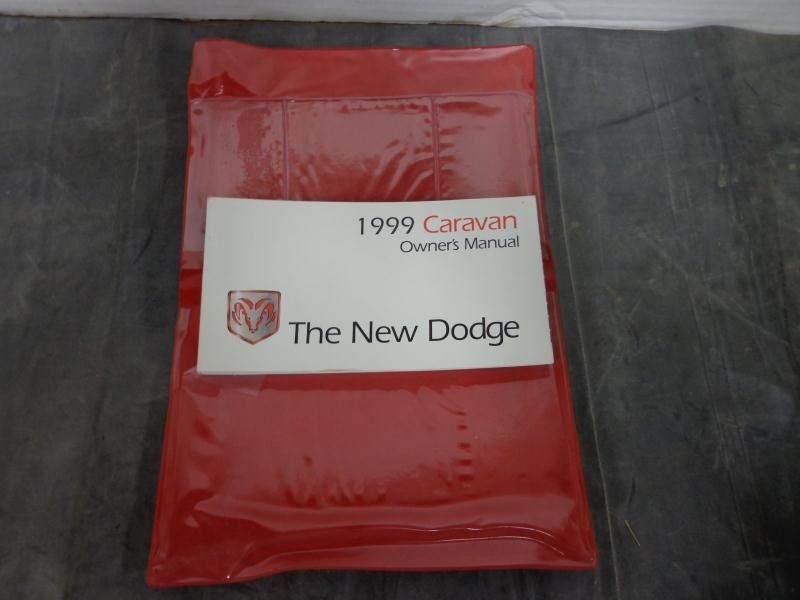 1999 Caravan
Owner's Manual
The New Dodge